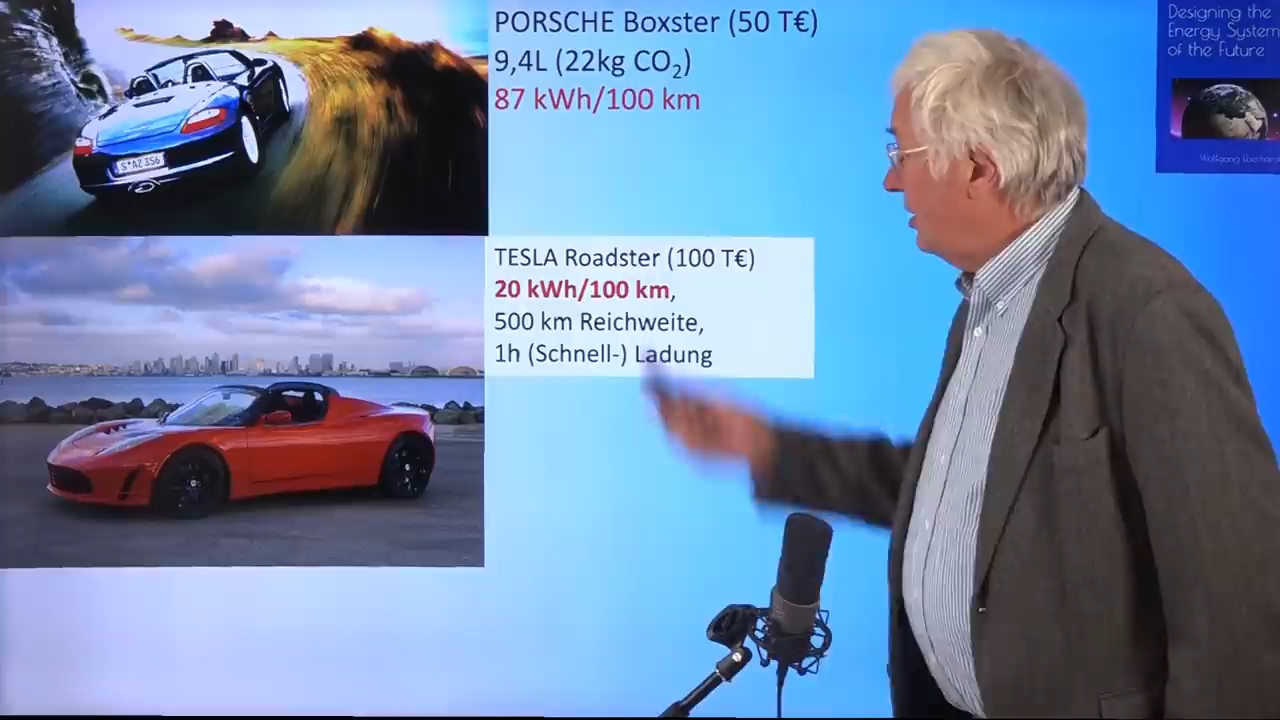 PORSCHE Boxster (50 T€)
9,4L (22kg CO₂)
87 kWh/100 km
S*AZ 356
TESLA Roadster (100 T€)
20 kWh/100 km,
500 km Reichweite,
1h (Schnell-) Ladung
Designing the
Energy System
of the Future
Wolfgang